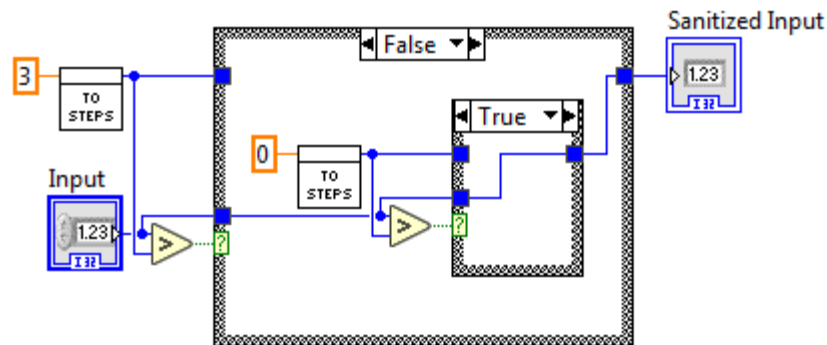 Sanitized Input
False
3
TO
STEPS
1.23
I32
True
0
TO
STEPS
Input
1.23
I32
>
>
?
?